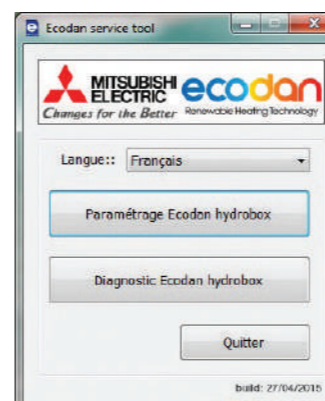 Ecodan service tool
MITSUBISHI
ELECTRIC
Changes for the Better
ecodan
Renewable Heating Technology
Langue:: Français
Paramétrage Ecodan hydrobox
Diagnostic Ecodan hydrobox
Quitter
build: 27/04/2015